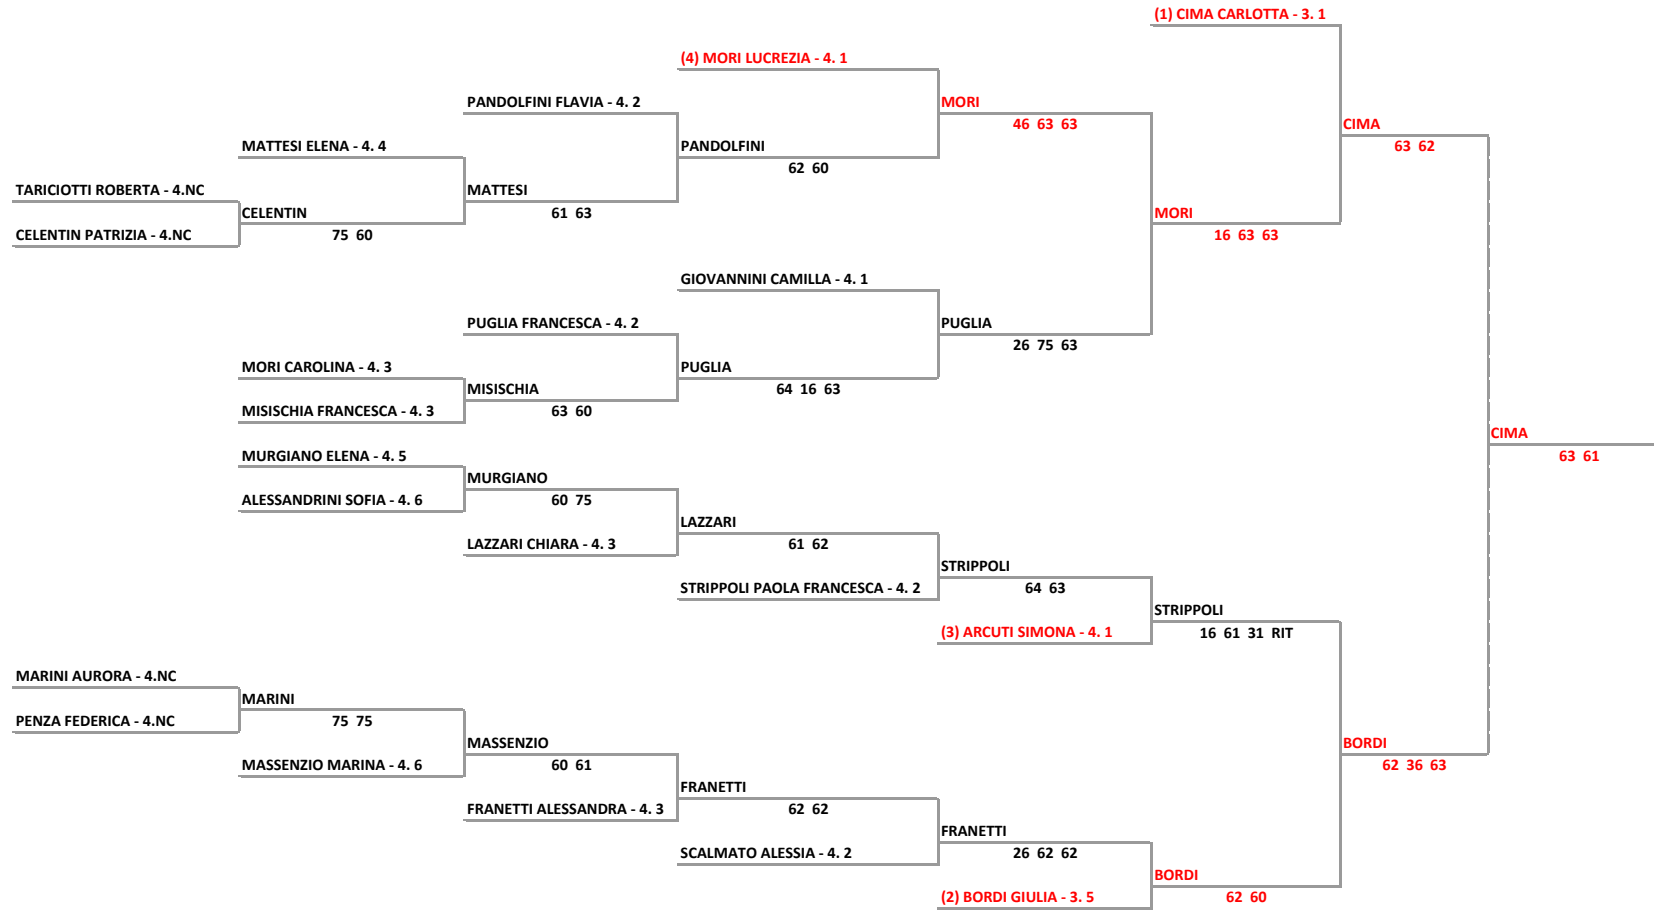 (1) CIMA CARLOTTA - 3. 1
(4) MORI LUCREZIA - 4. 1
PANDOLFINI FLAVIA - 4. 2
MORI
46 63 63
CIMA
63 62
MATTESI ELENA - 4. 4
PANDOLFINI
62 60
TARICIOTTI ROBERTA - 4.NC
MATTESI
61 63
CELENTIN
75 60
MORI
16 63 63
CELENTIN PATRIZIA - 4.NC
GIOVANNINI CAMILLA - 4. 1
PUGLIA FRANCESCA - 4. 2
PUGLIA
26 75 63
MORI CAROLINA - 4. 3
PUGLIA
64 16 63
MISISCHIA
63 60
MISISCHIA FRANCESCA - 4. 3
CIMA
63 61
MURGIANO ELENA - 4. 5
MURGIANO
60 75
ALESSANDRINI SOFIA - 4. 6
LAZZARI
61 62
LAZZARI CHIARA - 4. 3
STRIPPOLI
64 63
STRIPPOLI PAOLA FRANCESCA - 4. 2
STRIPPOLI
16 61 31 RIT
(3) ARCUTI SIMONA - 4. 1
MARINI AURORA - 4.NC
MARINI
75 75
PENZA FEDERICA - 4.NC
MASSENZIO
60 61
BORDI
62 36 63
MASSENZIO MARINA - 4. 6
FRANETTI
62 62
FRANETTI ALESSANDRA - 4. 3
FRANETTI
26 62 62
SCALMATO ALESSIA - 4. 2
BORDI
62 60
(2) BORDI GIULIA - 3. 5